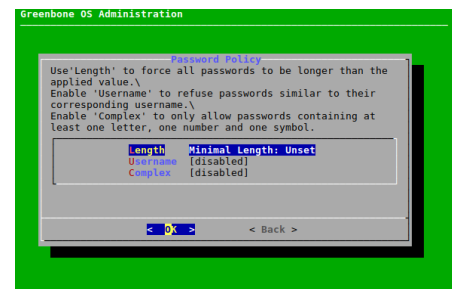 Greenbone OS Administration
Password Policy
Use'Length' to force all passwords to be longer than the
applied value.\
Enable 'Username' to refuse passwords similar to their
corresponding username.\
Enable 'Complex' to only allow passwords containing at
least one letter, one number and one symbol.
Length Minimal Length: Unset
Username [disabled]
Complex [disabled]
< OK > < Back >